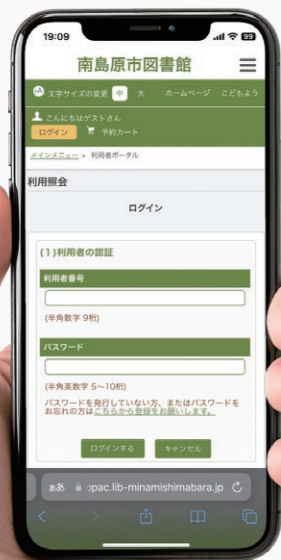 19:09
93
南島原市図書館
文字サイズの変更 中 大 ホームページ こどもよう
こんにちはゲストさん
ログイン 予約カート
メインメニュー > 利用者ポータル
利用照会
ログイン
(1)利用者の認証
利用者番号
(半角数字 9桁)
パスワード
(半角英数字 5~10桁)
パスワードを発行していない方、またはパスワードを
お忘れの方はこちらから登録をお願いします。
ログインする キャンセル
ぁあ opac.lib-minamishimabara.jp